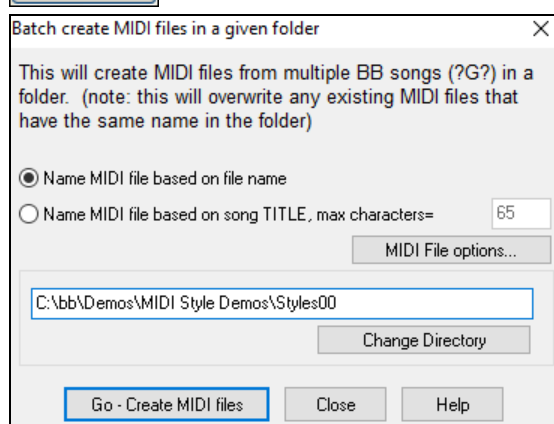 Batch create MIDI files in a given folder
This will create MIDI files from multiple BB songs (?G?) in a
folder. (note: this will overwrite any existing MIDI files that
have the same name in the folder)
Name MIDI file based on file name
Name MIDI file based on song TITLE, max characters= 65
MIDI File options...
C:\bb\Demos\MIDI Style Demos\Styles00
Change Directory
Go - Create MIDI files Close Help